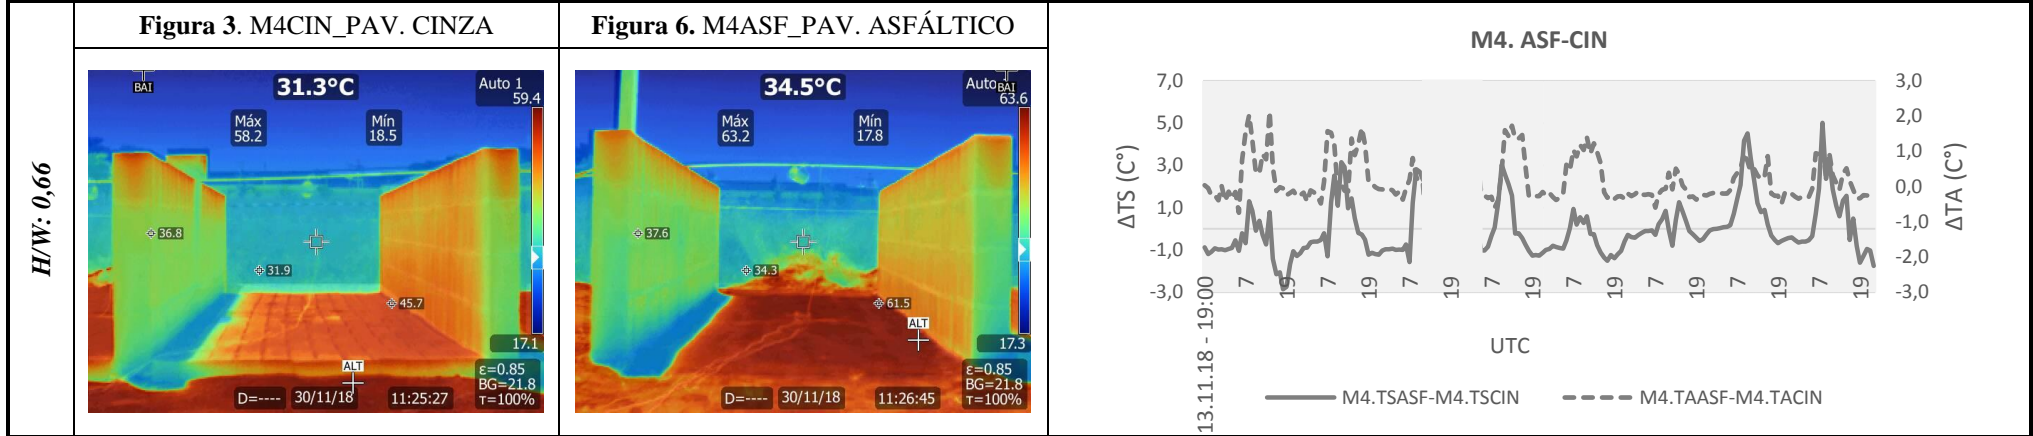 H/W: 0,66
Figura 3. M4CIN_PAV. CINZA
BAI
31.3°C
Auto 1
59.4
Máx
58.2
Mín
18.5
36.8
31.9
45.7
17.1
ALT
ε=0.85
BG=21.8
τ=100%
D=---- 30/11/18 11:25:27
Figura 6. M4ASF_PAV. ASFÁLTICO
34.5°C
Auto
BAI
63.6
Máx
63.2
Mín
17.8
37.6
34.3
61.5
ALT
17.3
ε=0.85
BG=21.8
τ=100%
D=---- 30/11/18 11:26:45
M4. ASF-CIN
7,0
5,0
3,0
1,0
-1,0
-3,0
ΔTS (C°)
3,0
2,0
1,0
0,0
-1,0
-2,0
-3,0
ΔTA (C°)
13.11.18 - 19:00 7 19 7 19 7 19 7 19 7 19 7 19 7 19 7 19
UTC
M4.TSASF-M4.TSCIN M4.TAASF-M4.TACIN